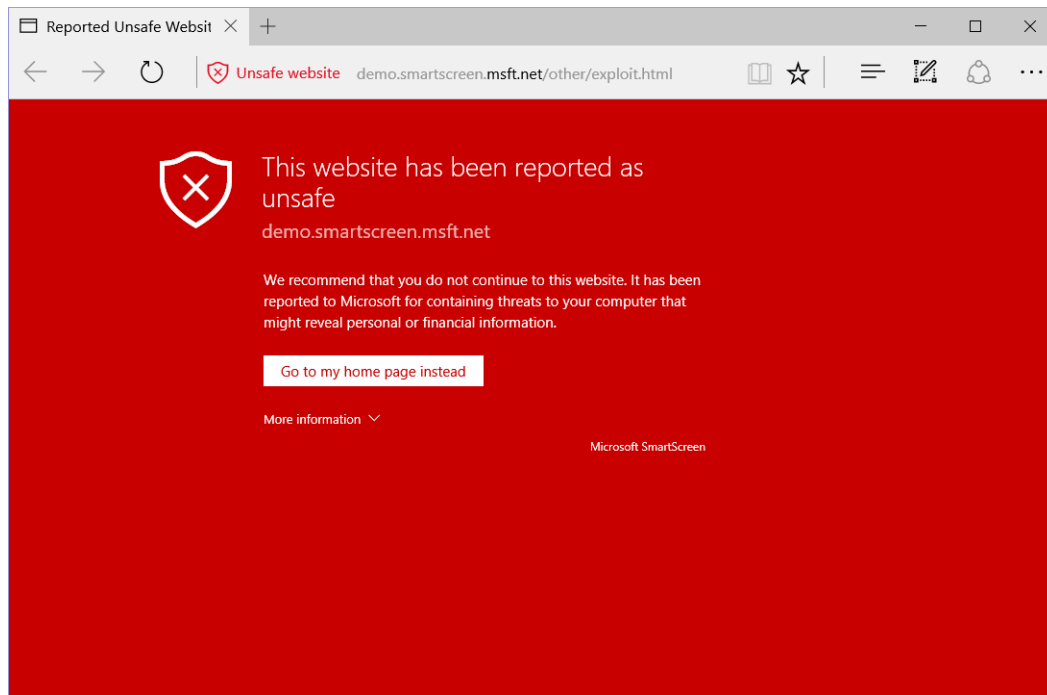 Reported Unsafe Websit
Unsafe website demo.smartscreen.msft.net/other/exploit.html
This website has been reported as
unsafe
demo.smartscreen.msft.net
We recommend that you do not continue to this website. It has been
reported to Microsoft for containing threats to your computer that
might reveal personal or financial information.
Go to my home page instead
More information
Microsoft SmartScreen